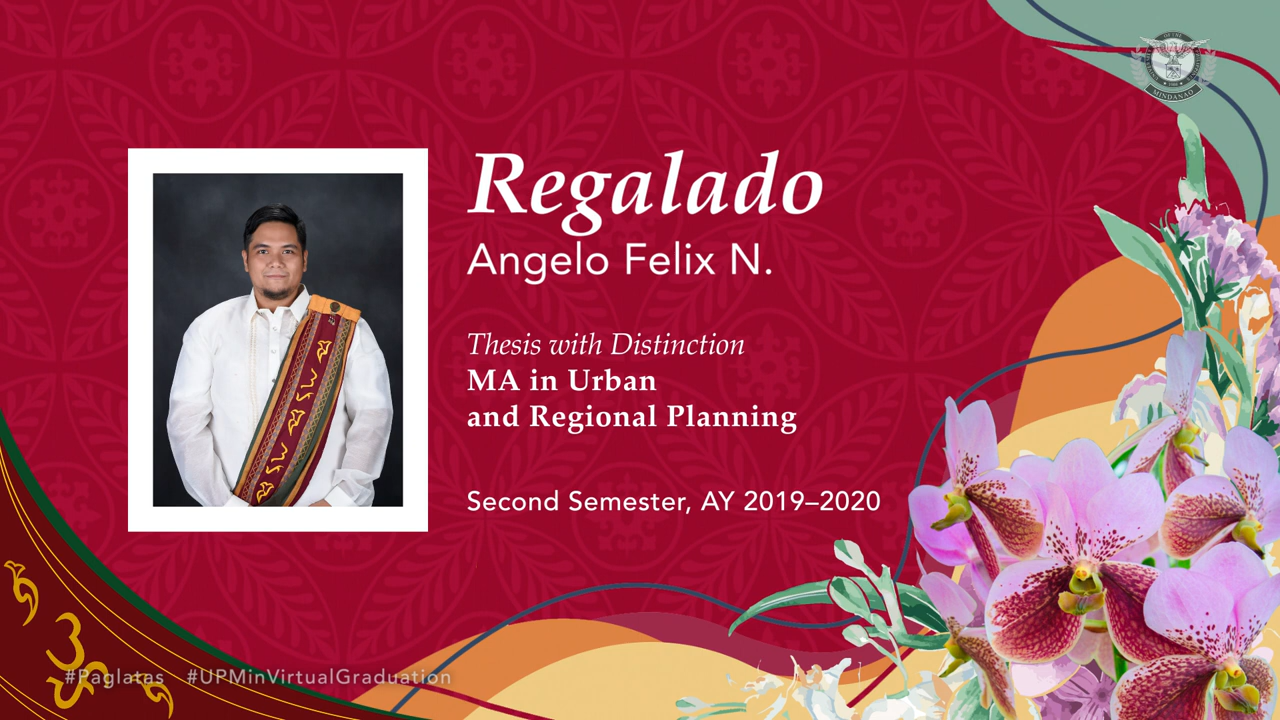 Regalado
Angelo Felix N.
Thesis with Distinction
MA in Urban
and Regional Planning
Second Semester, AY 2019–2020
#Paglatas #UPMinVirtualGraduation
MINDANAO